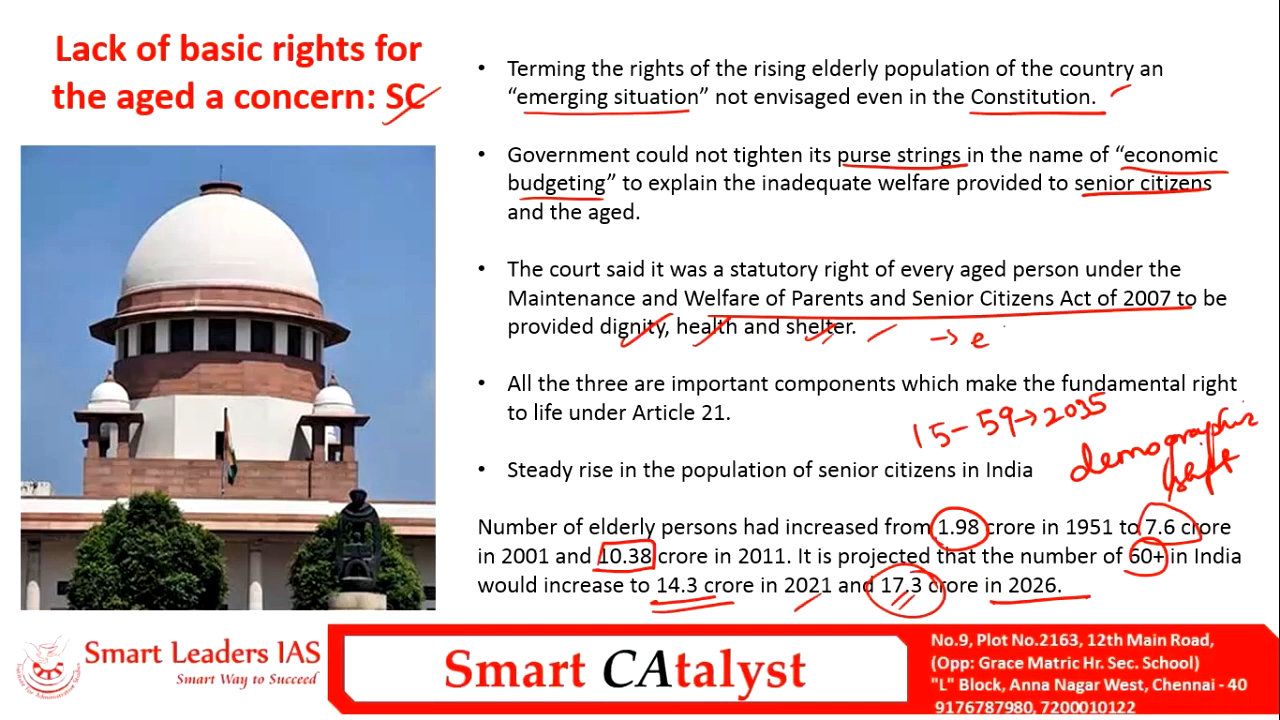 Lack of basic rights for
the aged a concern: SC
• Terming the rights of the rising elderly population of the country an
“emerging situation” not envisaged even in the Constitution.
• Government could not tighten its purse strings in the name of “economic
budgeting” to explain the inadequate welfare provided to senior citizens
and the aged.
• The court said it was a statutory right of every aged person under the
Maintenance and Welfare of Parents and Senior Citizens Act of 2007 to be
provided dignity, health and shelter.
→ e
• All the three are important components which make the fundamental right
to life under Article 21.
15-59→2035
• Steady rise in the population of senior citizens in India
demographic
Number of elderly persons had increased from 1.98 crore in 1951 to 7.6 crore
in 2001 and 10.38 crore in 2011. It is projected that the number of 60+ in India
would increase to 14.3 crore in 2021 and 17.3 crore in 2026.
Smart Leaders IAS
Smart Way to Succeed
Smart CAtalyst
No.9, Plot No.2163, 12th Main Road,
(Opp: Grace Matric Hr. Sec. School)
"L" Block, Anna Nagar West, Chennai - 40
9176787980, 7200010122